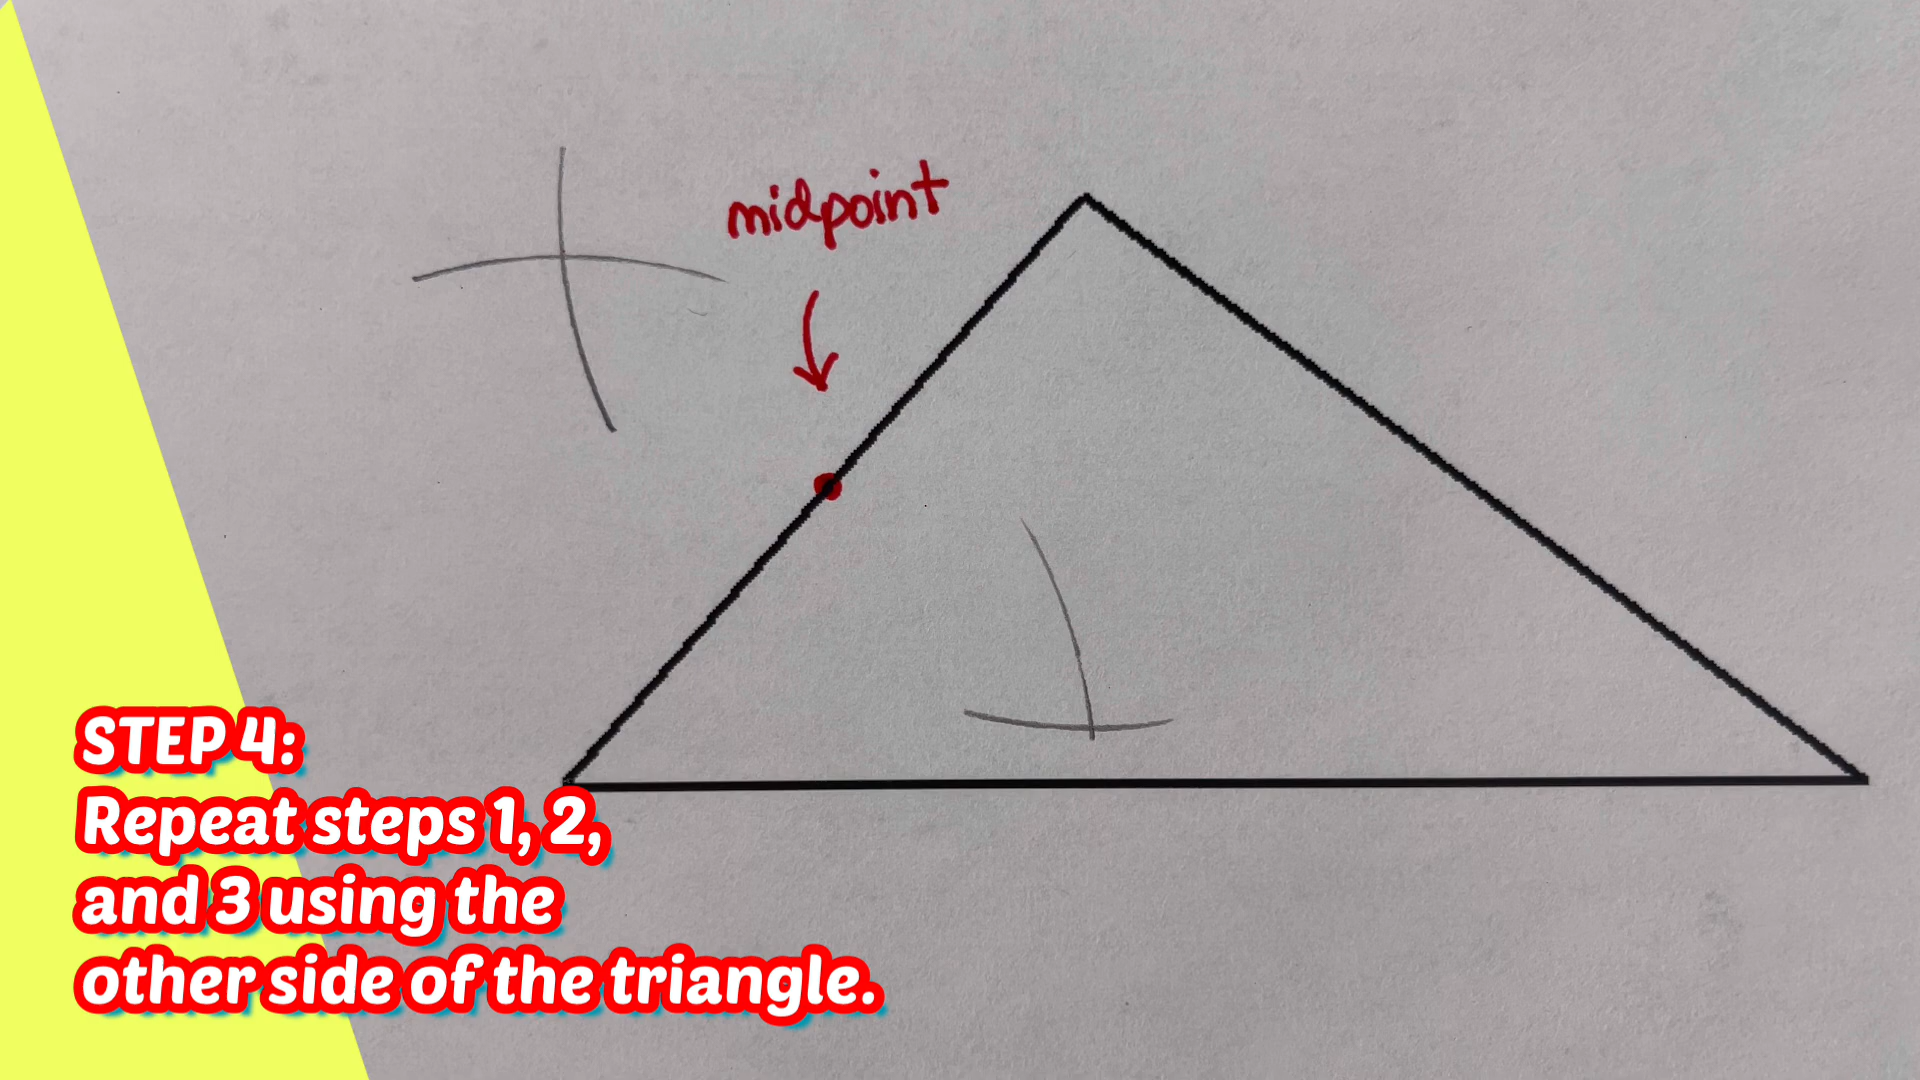 midpoint
STEP 4:
Repeat steps 1, 2,
and 3 using the
other side of the triangle.